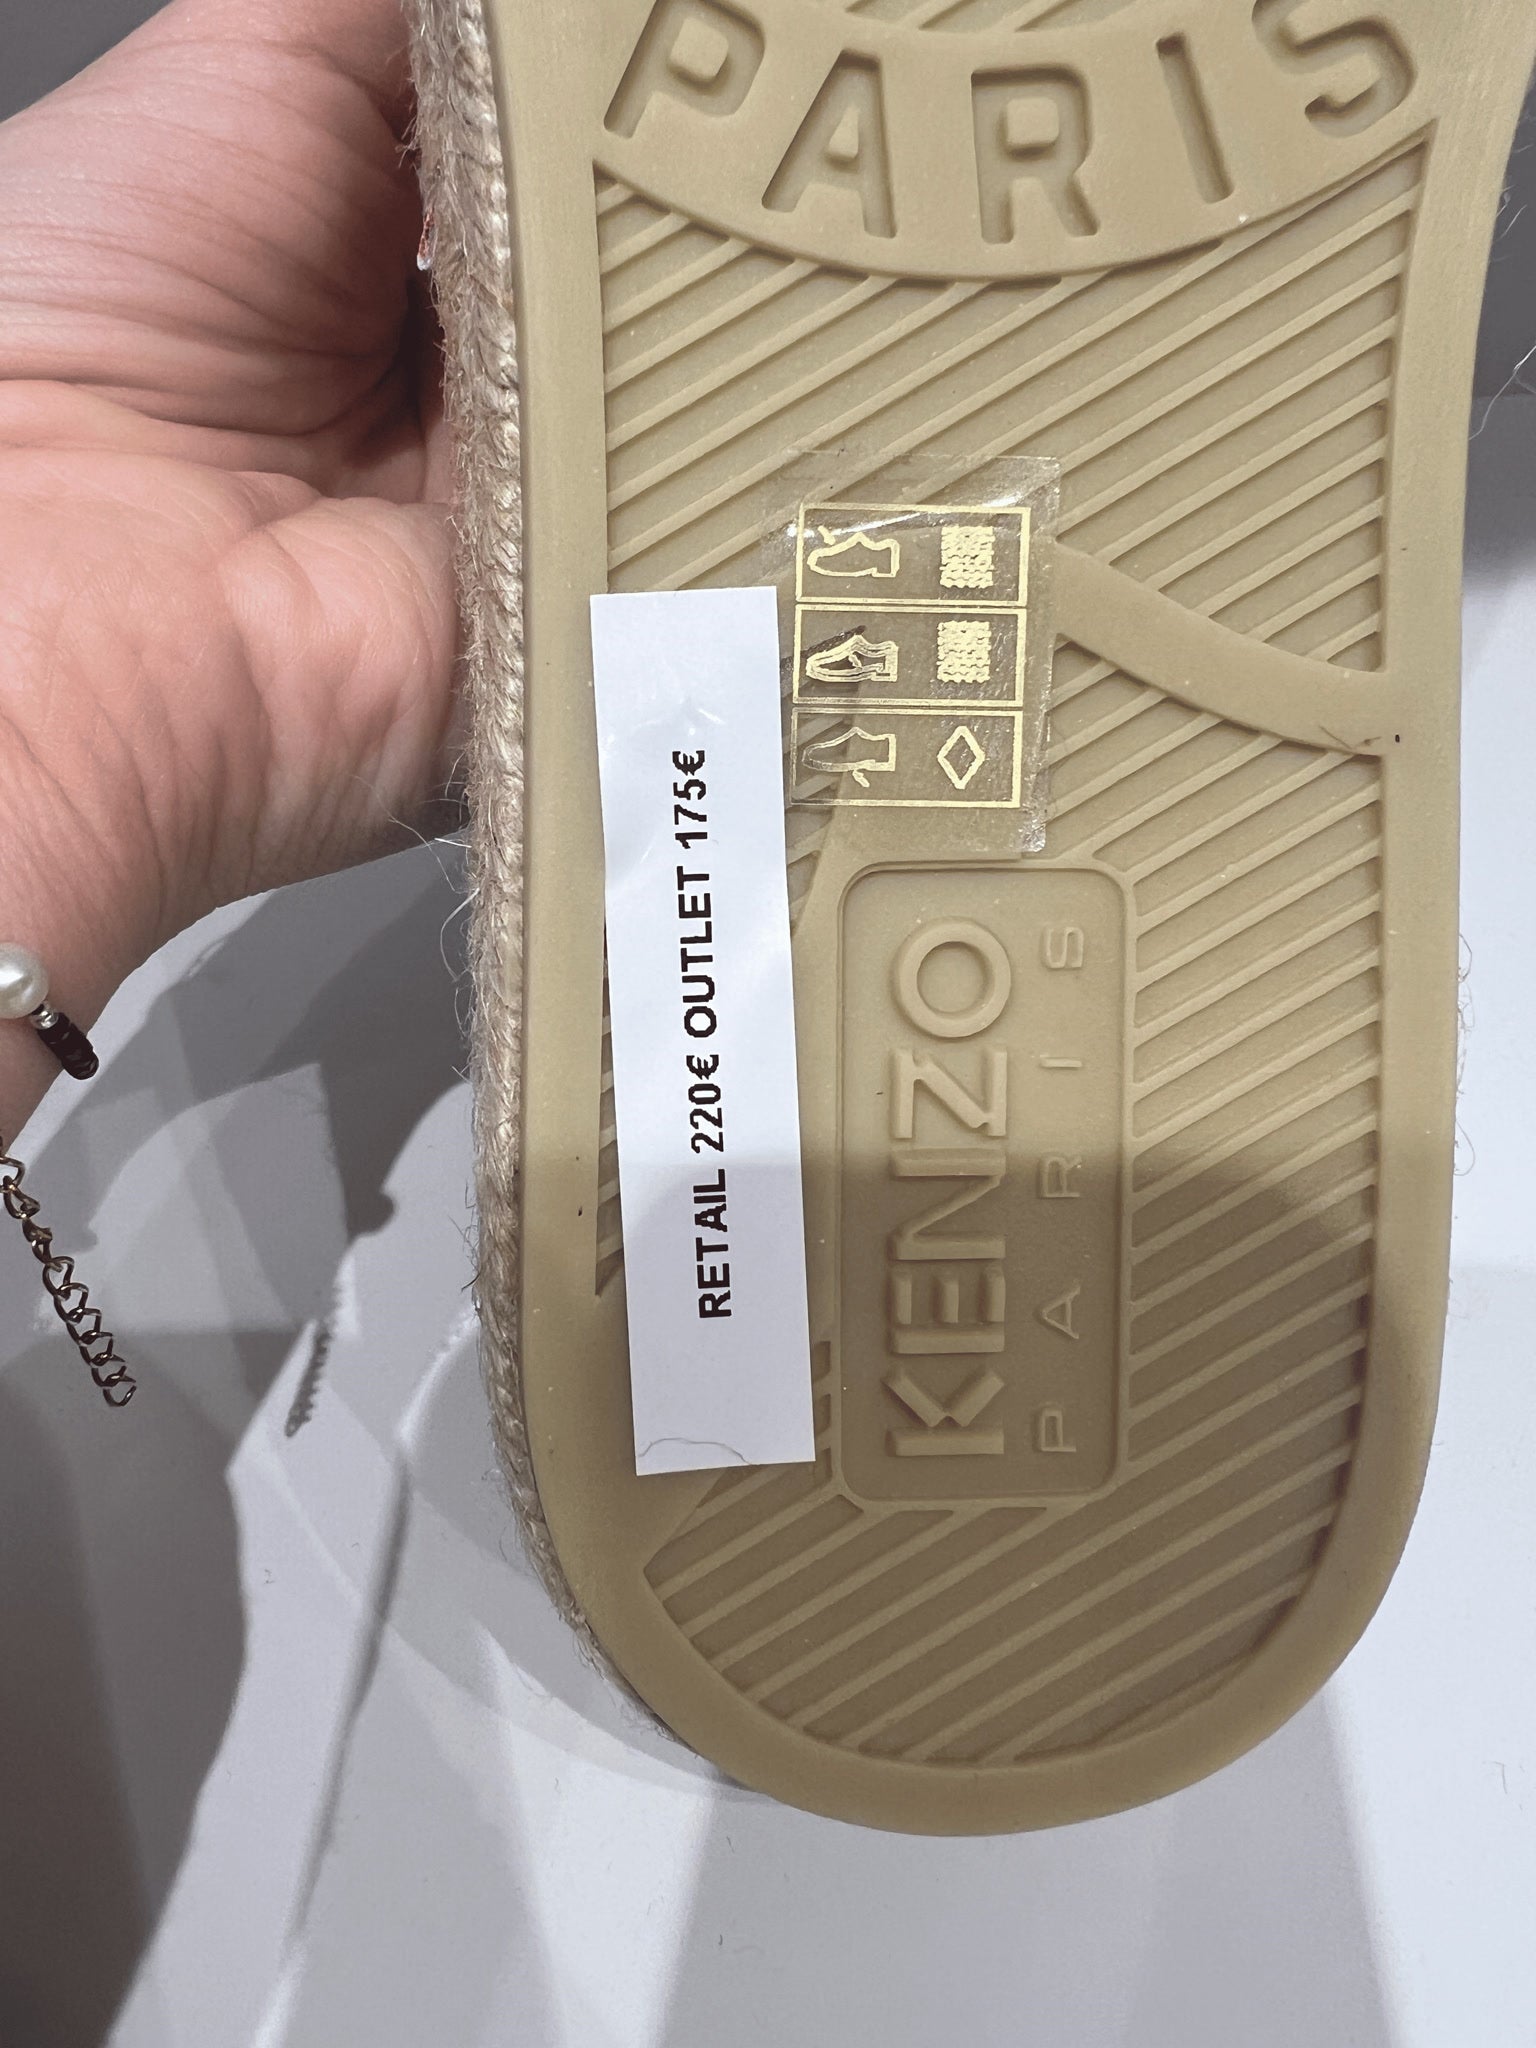 PARIS
RETAIL 220€ OUTLET 175€
KENZO
PARIS